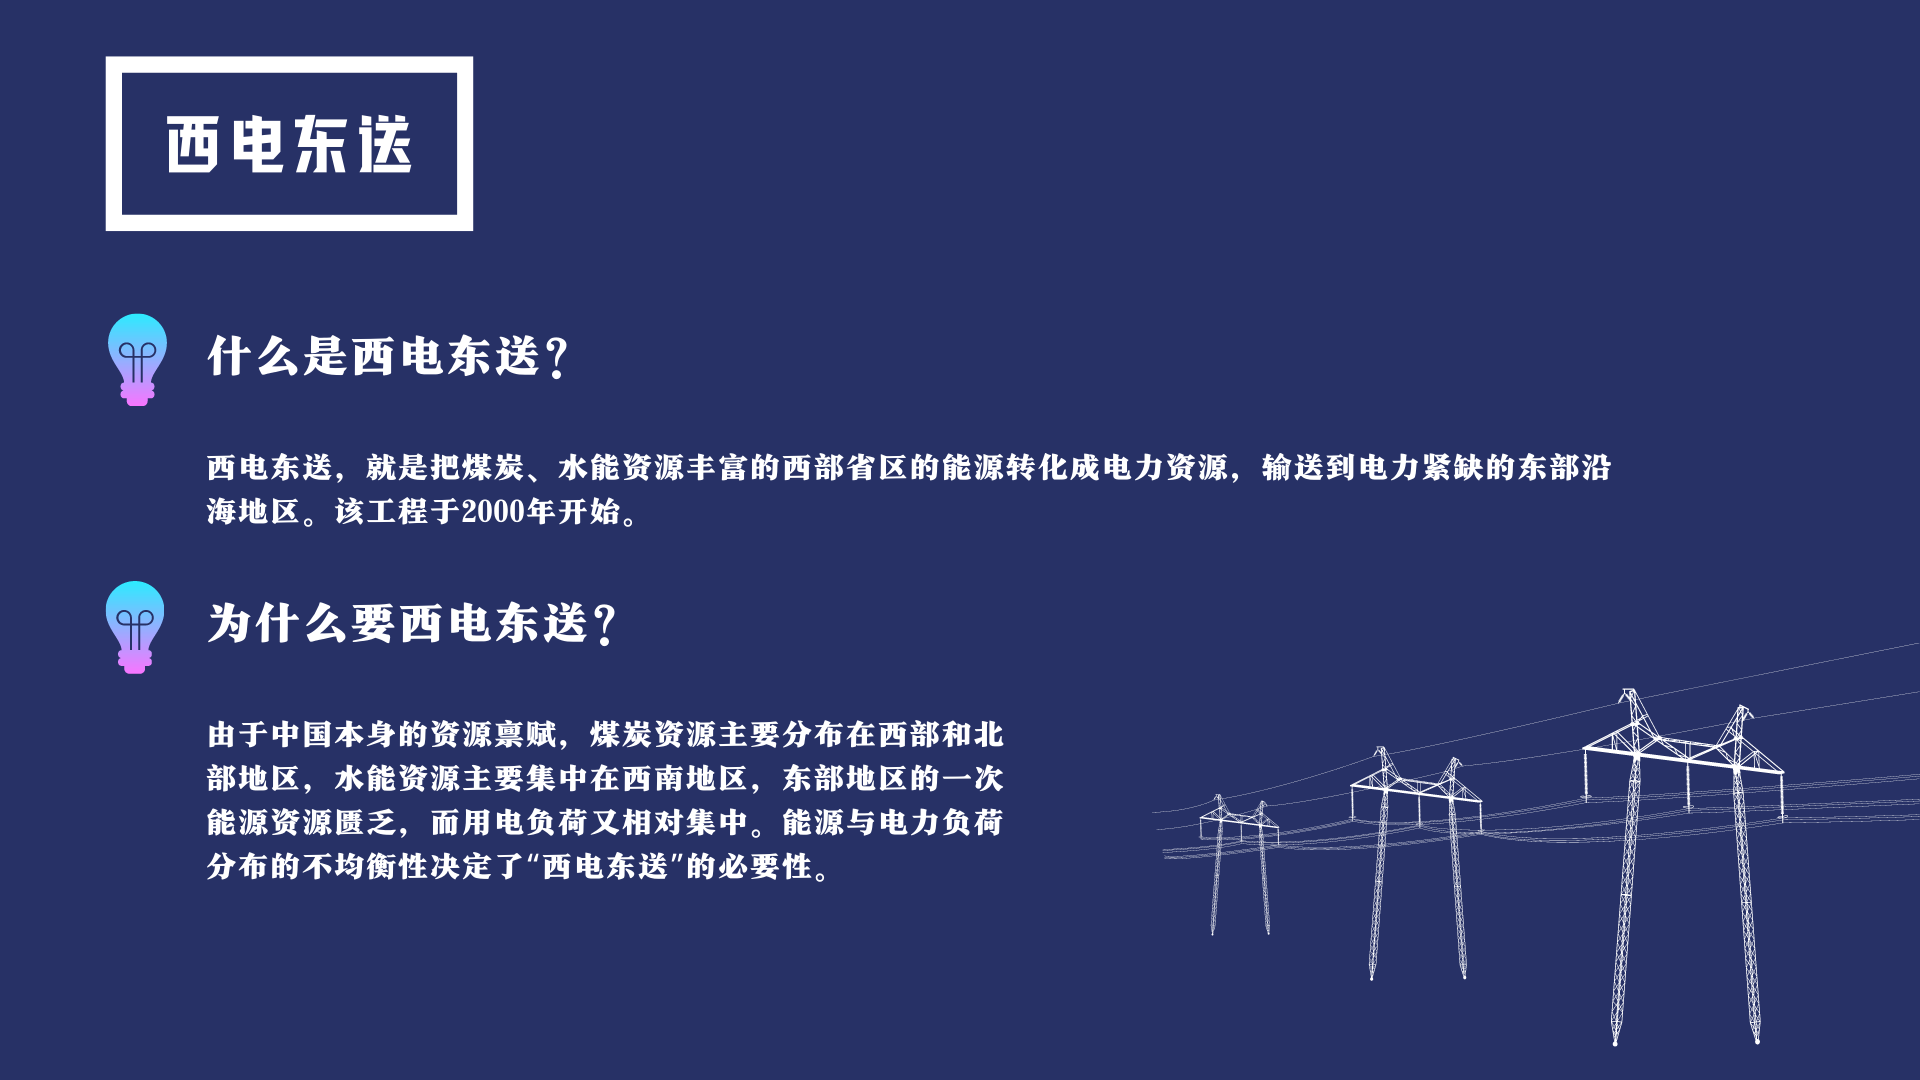 西电东送
什么是西电东送？
西电东送，就是把煤炭、水能资源丰富的西部省区的能源转化成电力资源，输送到电力紧缺的东部沿
海地区。该工程于2000年开始。
为什么要西电东送？
由于中国本身的资源禀赋，煤炭资源主要分布在西部和北
部地区，水能资源主要集中在西南地区，东部地区的一次
能源资源匮乏，而用电负荷又相对集中。能源与电力负荷
分布的不均衡性决定了“西电东送”的必要性。